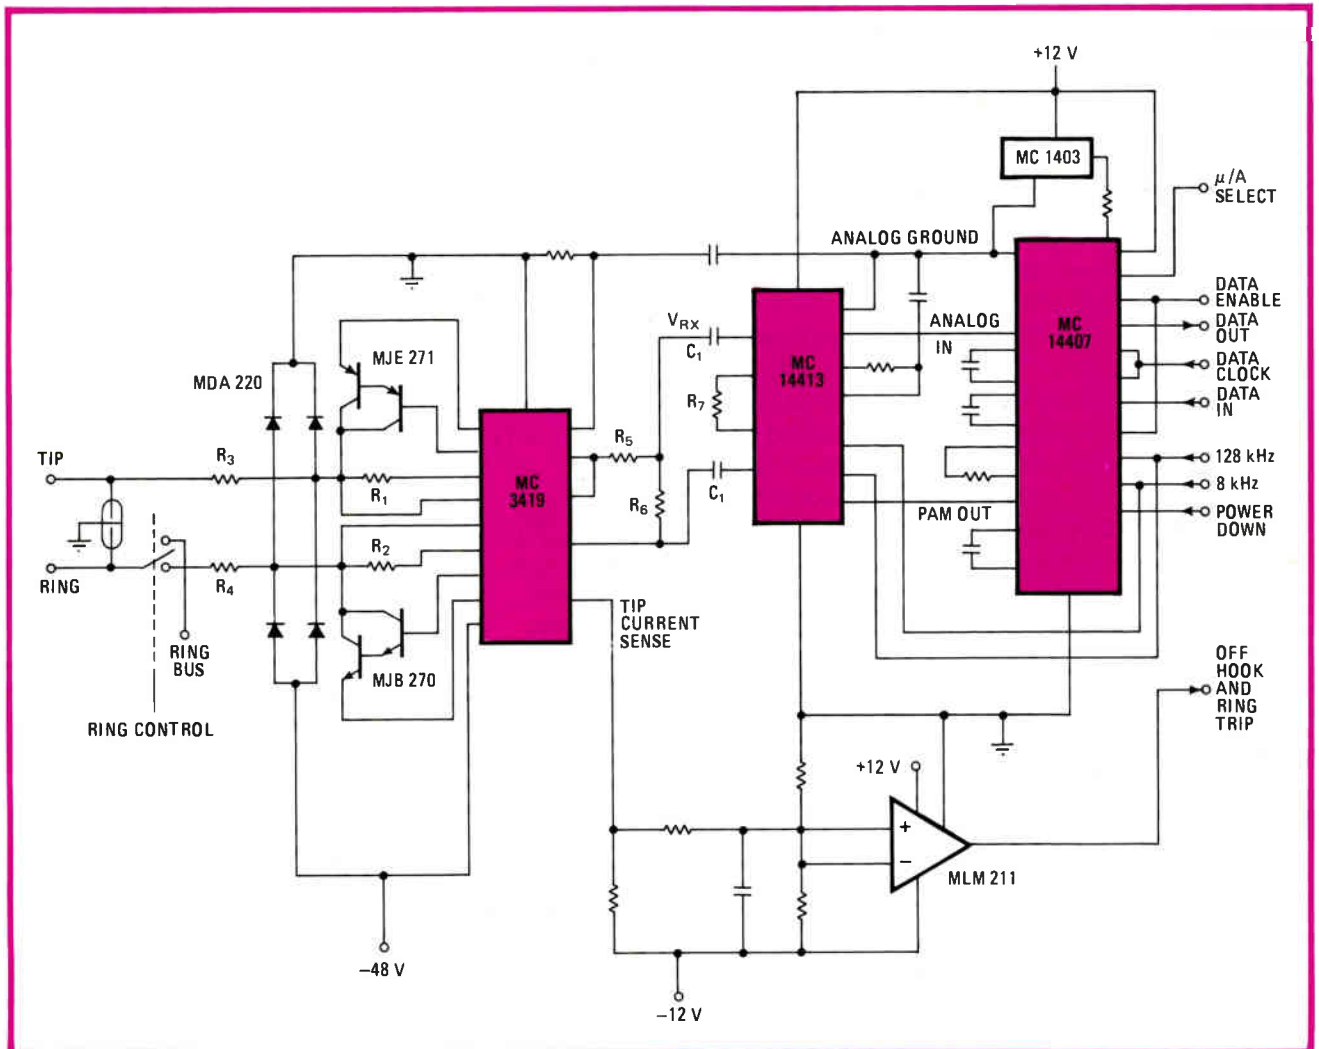 +12 V
MC 1403
μ/A
SELECT
ANALOG GROUND
DATA
ENABLE
DATA
OUT
DATA
CLOCK
DATA
IN
128 kHz
8 kHz
POWER
DOWN
ANALOG
IN
MC
14407
VRX
C1
MC
14413
R7
PAM OUT
MJE 271
MDA 220
R5
R6
C1
MC
3419
TIP
R3
R1
R2
RING
R4
RING
BUS
MJB 270
RING CONTROL
TIP
CURRENT
SENSE
OFF
HOOK
AND
RING
TRIP
+12 V
+
−
MLM 211
−48 V
−12 V